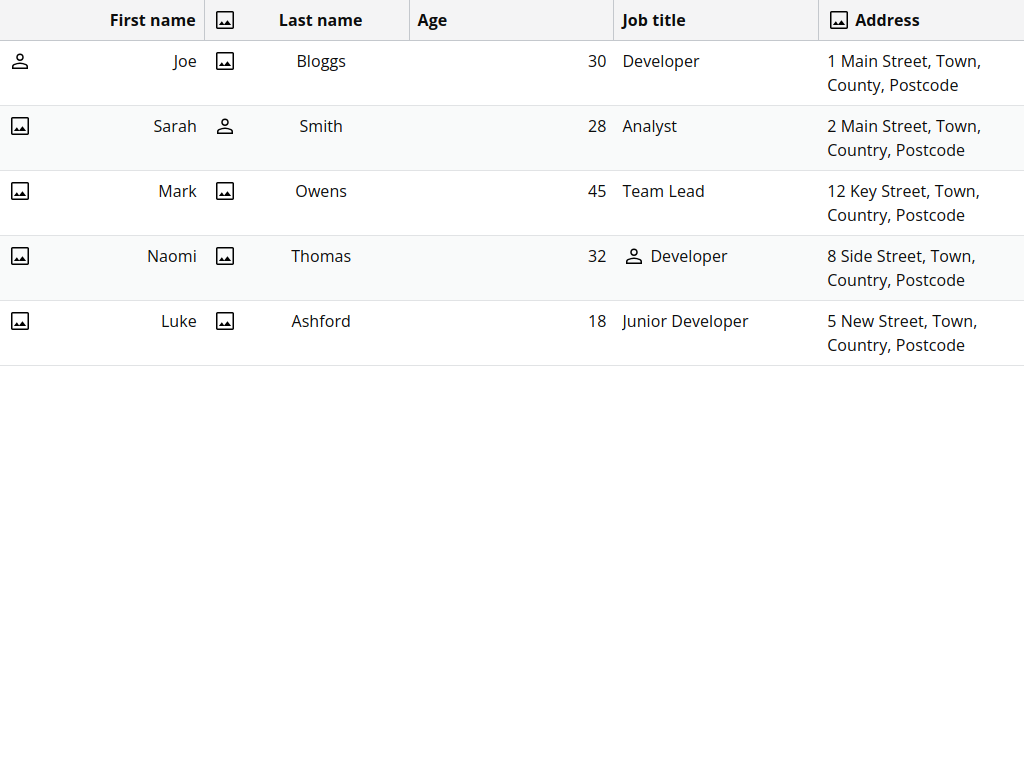 First name Last name Age Job title Address
Joe Bloggs 30 Developer 1 Main Street, Town,
County, Postcode
Sarah Smith 28 Analyst 2 Main Street, Town,
Country, Postcode
Mark Owens 45 Team Lead 12 Key Street, Town,
Country, Postcode
Naomi Thomas 32 Developer 8 Side Street, Town,
Country, Postcode
Luke Ashford 18 Junior Developer 5 New Street, Town,
Country, Postcode